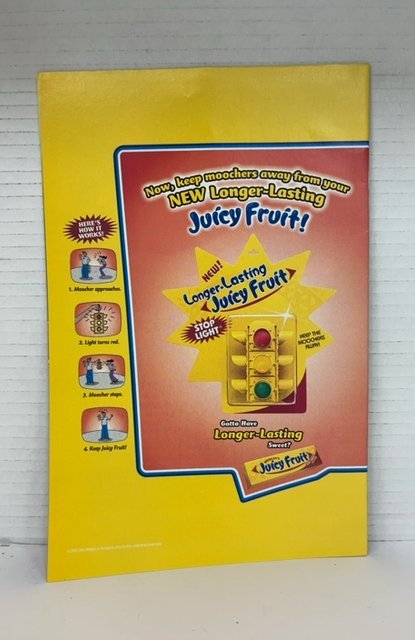 Now, keep moochers away from your
NEW Longer-Lasting
Juicy Fruit!
HERE'S
HOW IT
WORKS!
1. Moocher approaches.
2. Light turns red.
3. Moocher stops.
4. Keep Juicy Fruit!
NEW!
Longer-Lasting
Juicy Fruit
STOP
LIGHT
KEEP THE
MOOCHERS
AWAY!
Gotta Have
Longer-Lasting
Sweet?
Juicy Fruit